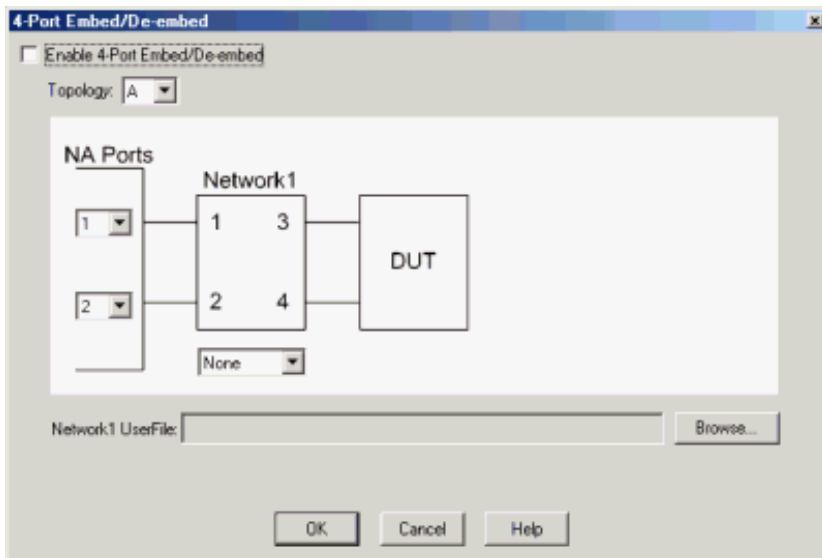 4-Port Embed/De-embed
Enable 4-Port Embed/De-embed
Topology: A
NA Ports
Network1
1 1 3
DUT
2 2 4
None
Network1 UserFile: Browse...
OK Cancel Help